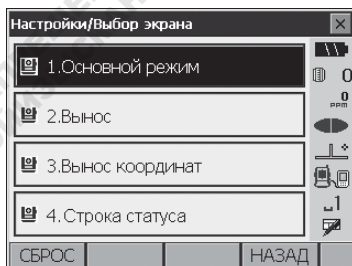 Настройки/Выбор экрана
1.Основной режим
0
0
PPM
2.Вынос
3.Вынос координат
4.Строка статуса
1
СБРОС НАЗАД